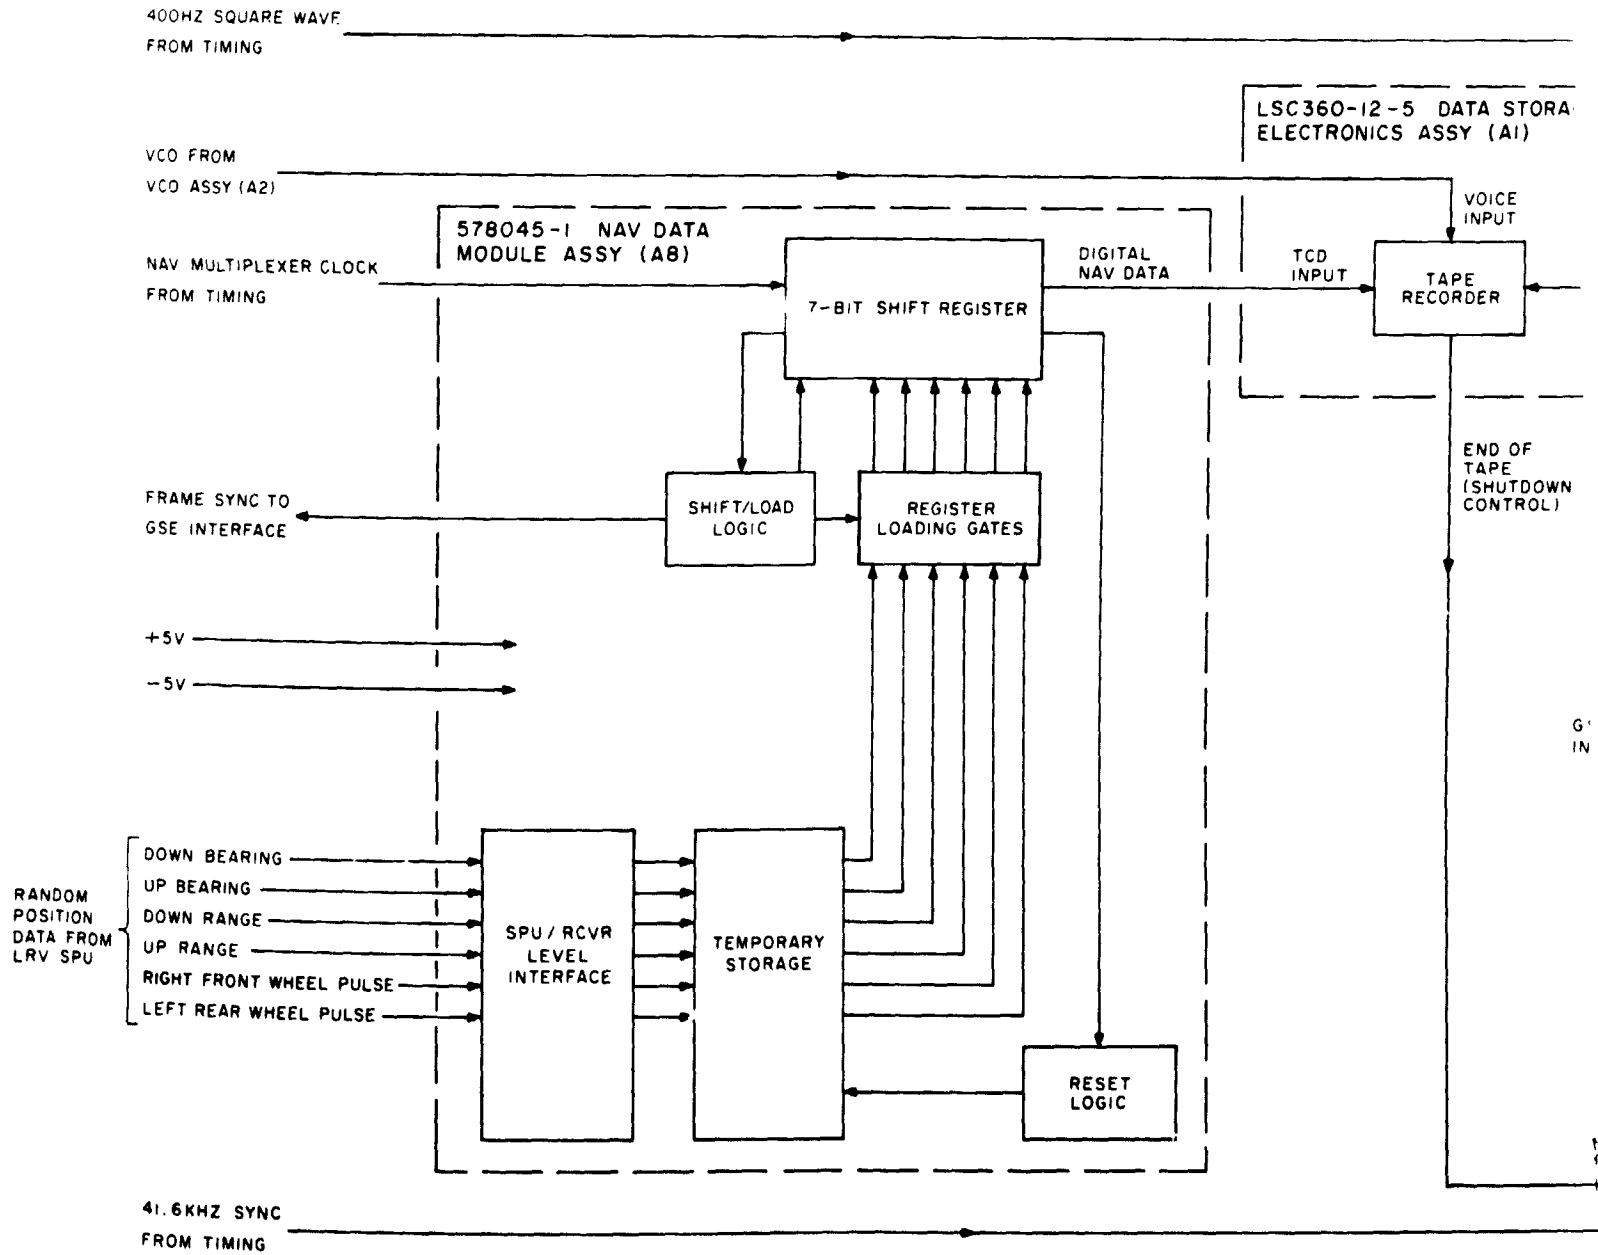 400HZ SQUARE WAVE
FROM TIMING
LSC360-12-5 DATA
ELECTRONICS ASSY (A1)
VCO FROM
VCO ASSY (A2)
VOICE
INPUT
578045-1 NAV DATA
MODULE ASSY (A8)
NAV MULTIPLEXER CLOCK
FROM TIMING
7-BIT SHIFT REGISTER
DIGITAL
NAV DATA
TCD
INPUT
TAPE
RECORDER
END OF
TAPE
(SHUTDOWN
CONTROL)
FRAME SYNC TO
GSE INTERFACE
SHIFT/LOAD
LOGIC
REGISTER
LOADING GATES
+5V
-5V
RANDOM
POSITION
DATA FROM
LRV SPU
DOWN BEARING
UP BEARING
DOWN RANGE
UP RANGE
RIGHT FRONT WHEEL PULSE
LEFT REAR WHEEL PULSE
SPU/RCVR
LEVEL
INTERFACE
TEMPORARY
STORAGE
RESET
LOGIC
41.6KHZ SYNC
FROM TIMING